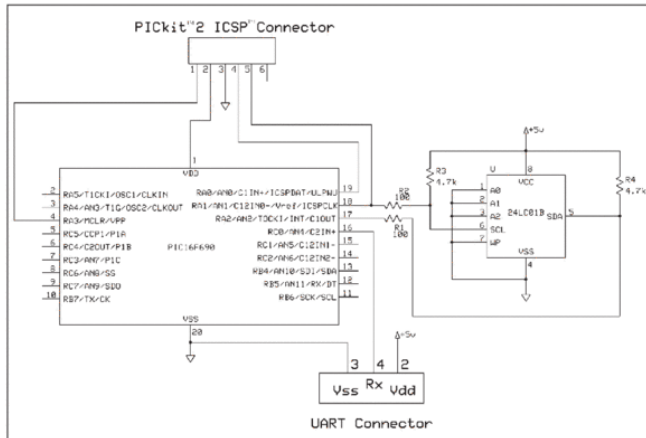 PICkit™2 ICSP™ Connector
1 2 3 4 5 6
1
VDD
2 RA5/T1CKI/OSC1/CLKIN
3 RA4/AN3/T1G/OSC2/CLKOUT
4 RA3/MCLR/VPP
5 RC5/CCP1/P1A
6 RC4/C2OUT/P1B
7 RC3/AN7/P1C
8 RC6/AN8/SS
9 RC7/AN9/SDO
10 RB7/TX/CK
PIC16F690
RA0/AN0/C1IN+/ICSPDAT/ULPWU 19
RA1/AN1/C12IN0-/Vref/ICSPCLK 18
RA2/AN2/T0CKI/INT/C1OUT 17
RC0/AN4/C2IN+ 16
RC1/AN5/C12IN1- 15
RC2/AN6/C12IN2- 14
RB4/AN10/SDI/SDA 13
RB5/AN11/RX/DT 12
RB6/SCK/SCL 11
VSS
20
R2
100
R1
100
+5v
R3
4.7k
R4
4.7k
U
8
VCC
1 A0
2 A1
3 A2
6 SCL
7 WP
24LC01B
SDA 5
VSS
4
+5v
3 4 2
Vss Rx Vdd
UART Connector